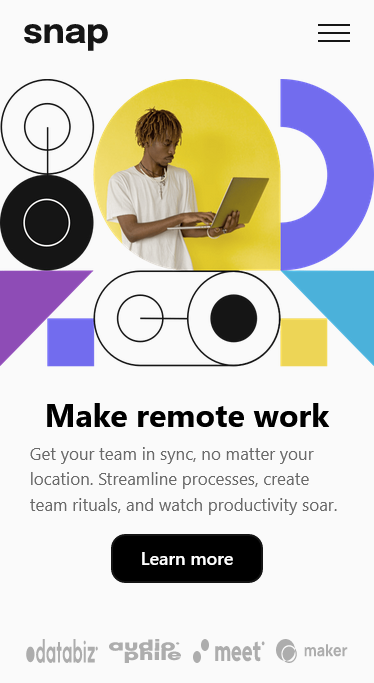 snap
Make remote work
Get your team in sync, no matter your
location. Streamline processes, create
team rituals, and watch productivity soar.
Learn more
databiz audiophile meet maker